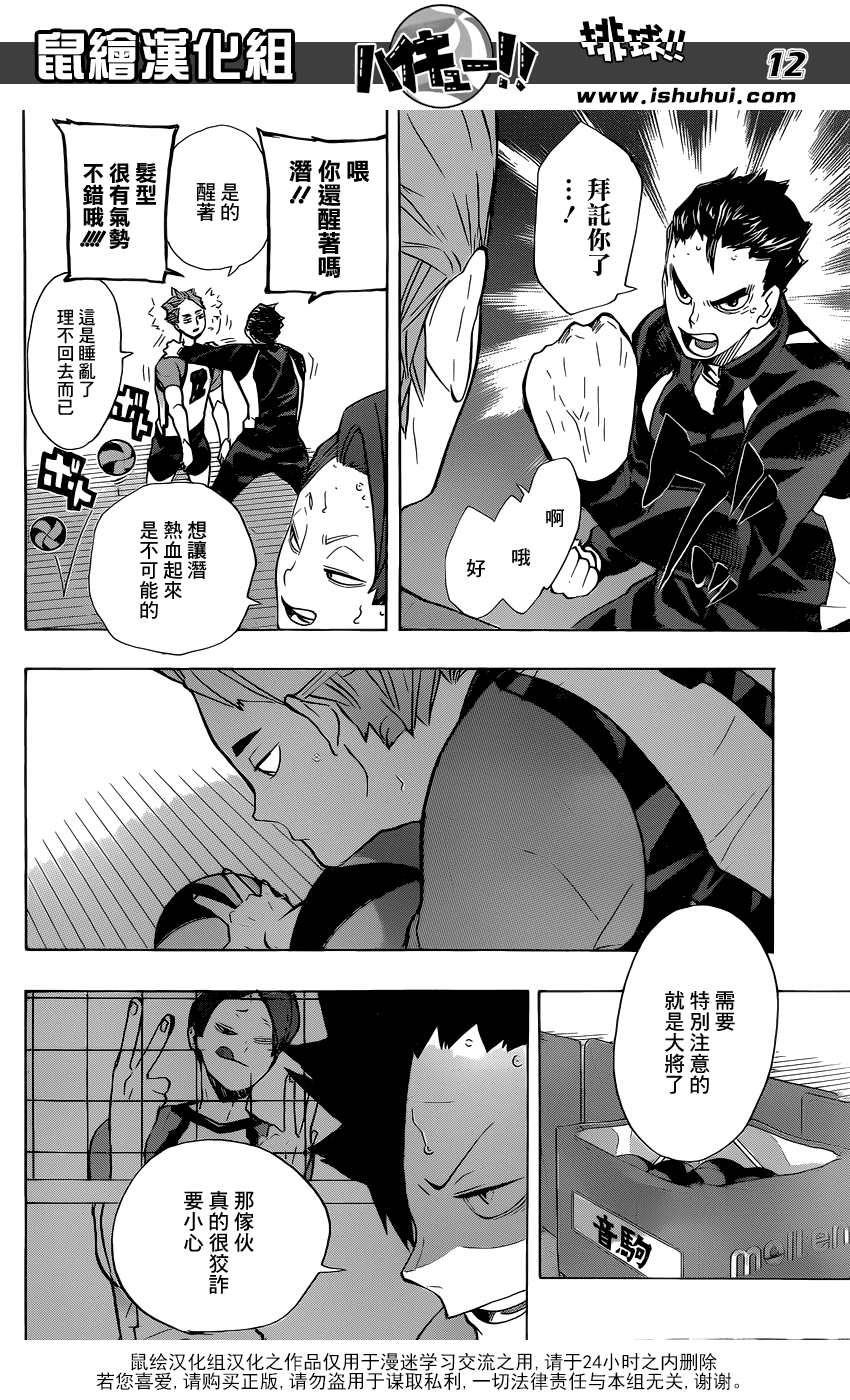 鼠繪漢化組
ハイキュー!!
排球!!
12
www.ishuhui.com
拜託你了
…!
啊
哦
好
喂
你還醒著嗎
潛!!
是的
醒著
髮型
很有氣勢
不錯哦!!!!!
這是睡亂了
理不回去而已
想讓潛
熱血起來
是不可能的
需要
特別注意的
就是大將了
音駒
molten
那傢伙
真的很狡詐
要小心
鼠绘汉化组汉化之作品仅用于漫迷学习交流之用, 请于24小时之内删除
若您喜爱, 请购买正版, 请勿盗用于谋取私利, 一切法律责任与本组无关, 谢谢。